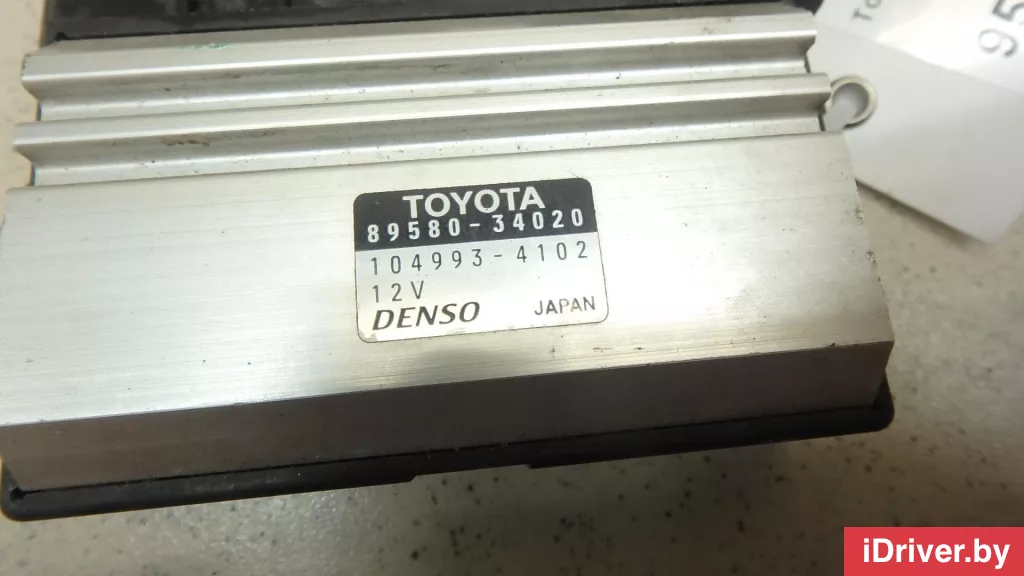 TOYOTA
89580-34020
104993-4102
12V
DENSO JAPAN
iDriver.by